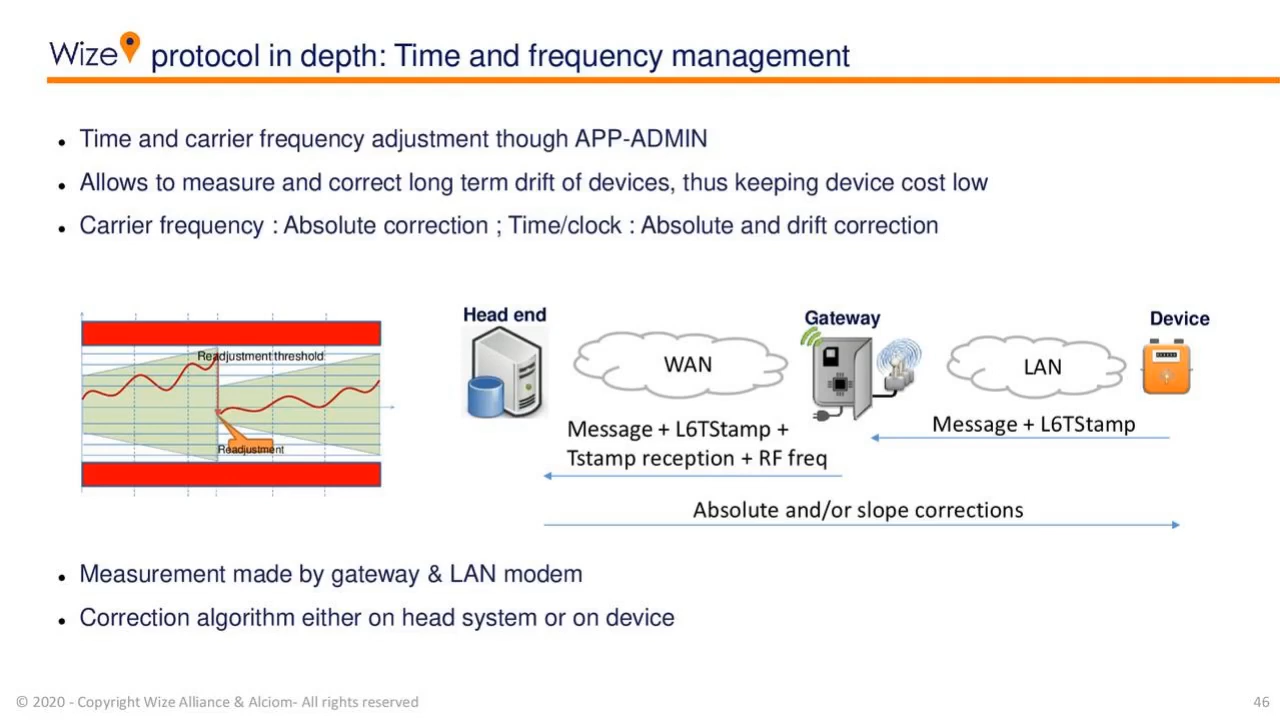 Wize protocol in depth: Time and frequency management
Time and carrier frequency adjustment though APP-ADMIN
Allows to measure and correct long term drift of devices, thus keeping device cost low
Carrier frequency : Absolute correction ; Time/clock : Absolute and drift correction
Head end
Gateway
Device
Readjustment threshold
WAN
LAN
Message + L6TStamp
Message + L6TStamp +
Tstamp reception + RF freq
Readjustment
Absolute and/or slope corrections
Measurement made by gateway & LAN modem
Correction algorithm either on head system or on device
© 2020 - Copyright Wize Alliance & Alciom- All rights reserved
46